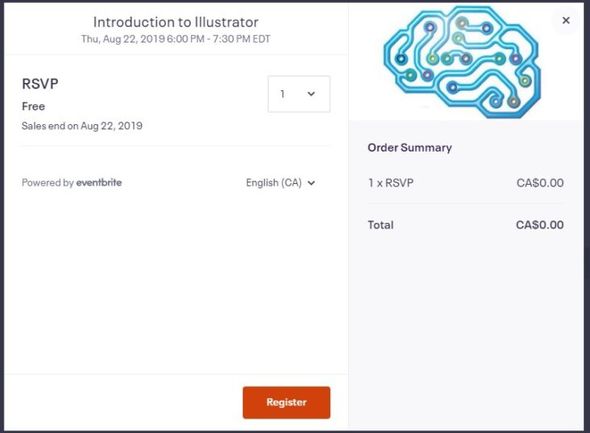 Introduction to Illustrator
Thu, Aug 22, 2019 6:00 PM - 7:30 PM EDT
RSVP
Free
Sales end on Aug 22, 2019
1
Powered by eventbrite
English (CA)
Register
Order Summary
1 x RSVP CA$0.00
Total CA$0.00